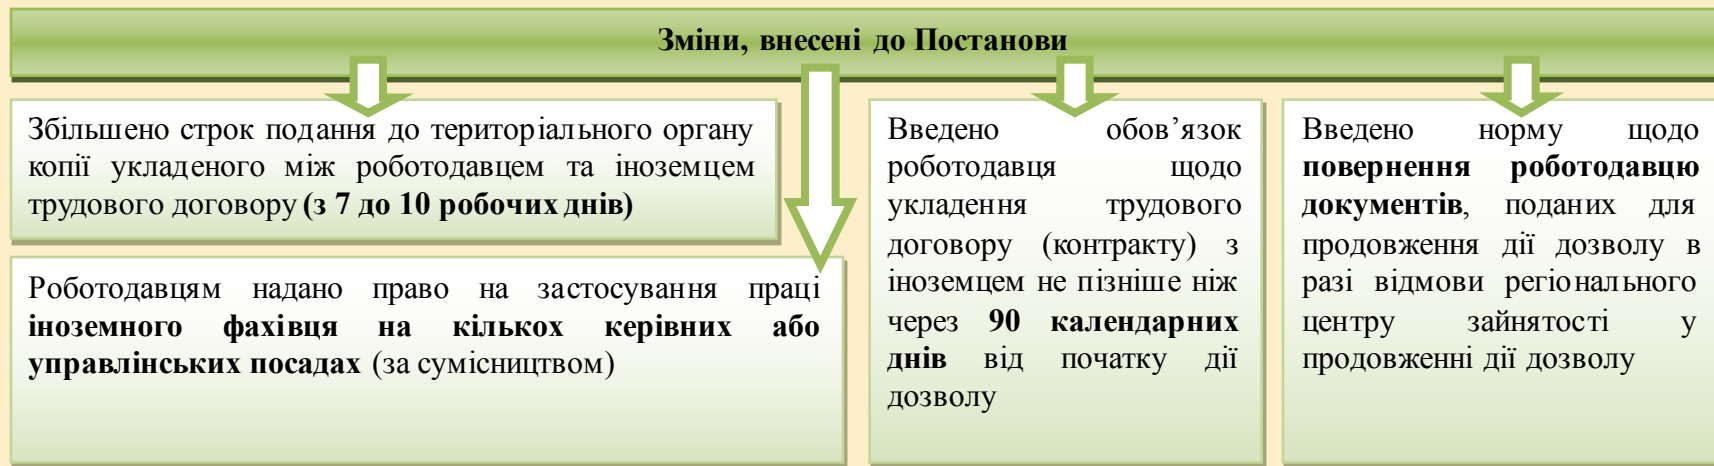 Зміни, внесені до Постанови
Збільшено строк подання до територіального органу
копії укладеного між роботодавцем та іноземцем
трудового договору (з 7 до 10 робочих днів)
Роботодавцям надано право на застосування праці
іноземного фахівця на кількох керівних або
управлінських посадах (за сумісництвом)
Введено обов’язок
роботодавця щодо
укладення трудового
договору (контракту) з
іноземцем не пізніше ніж
через 90 календарних
днів від початку дії
дозволу
Введено норму щодо
повернення роботодавцю
документів, поданих для
продовження дії дозволу в
разі відмови регіонального
центру зайнятості у
продовженні дії дозволу